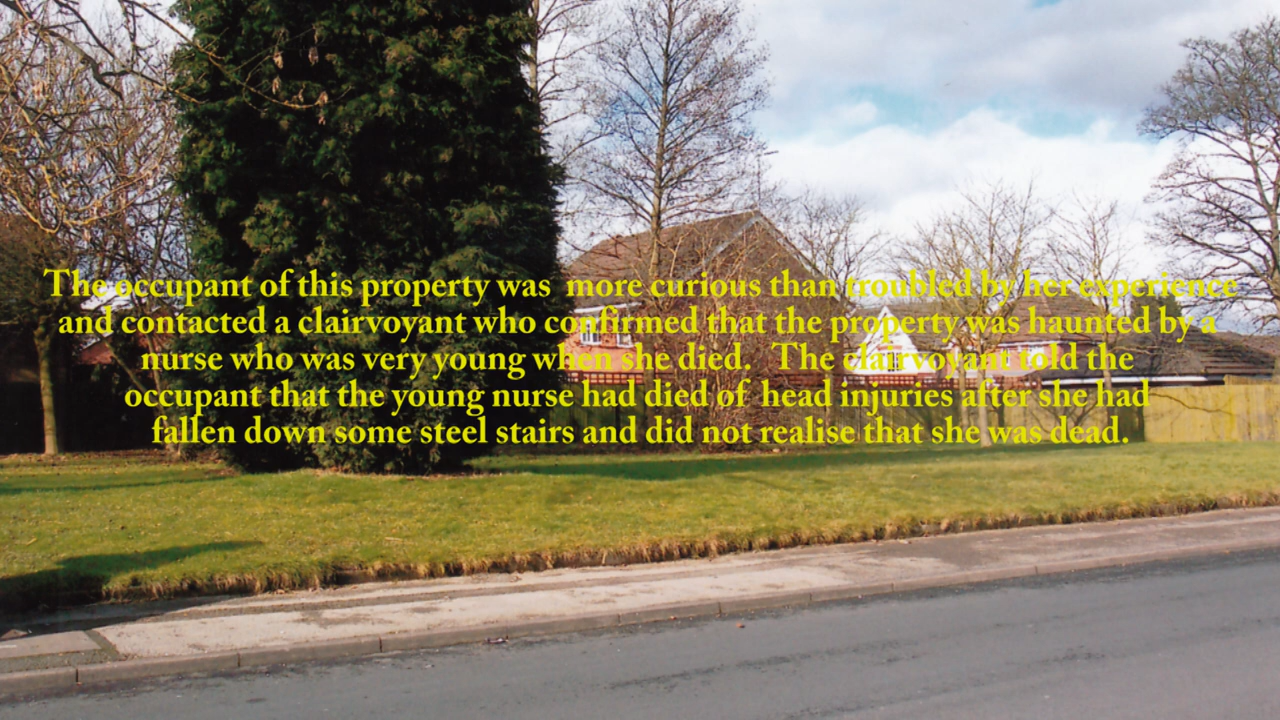 The occupant of this property was more curious than troubled by her experience
and contacted a clairvoyant who confirmed that the property was haunted by a
nurse who was very young when she died. The clairvoyant told the
occupant that the young nurse had died of head injuries after she had
fallen down some steel stairs and did not realise that she was dead.